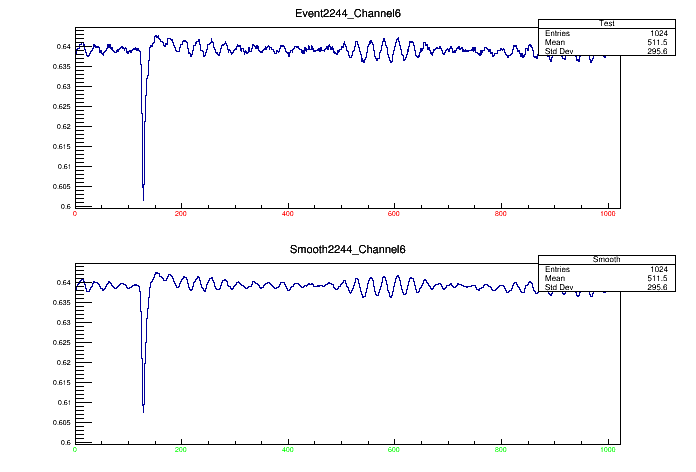 Event2244_Channel6
Test
Entries 1024
Mean 511.5
Std Dev 295.6
0.64
0.635
0.63
0.625
0.62
0.615
0.61
0.605
0.6
0 200 400 600 800 1000
Smooth2244_Channel6
Smooth
Entries 1024
Mean 511.5
Std Dev 295.6
0.64
0.635
0.63
0.625
0.62
0.615
0.61
0.605
0.6
0 200 400 600 800 1000